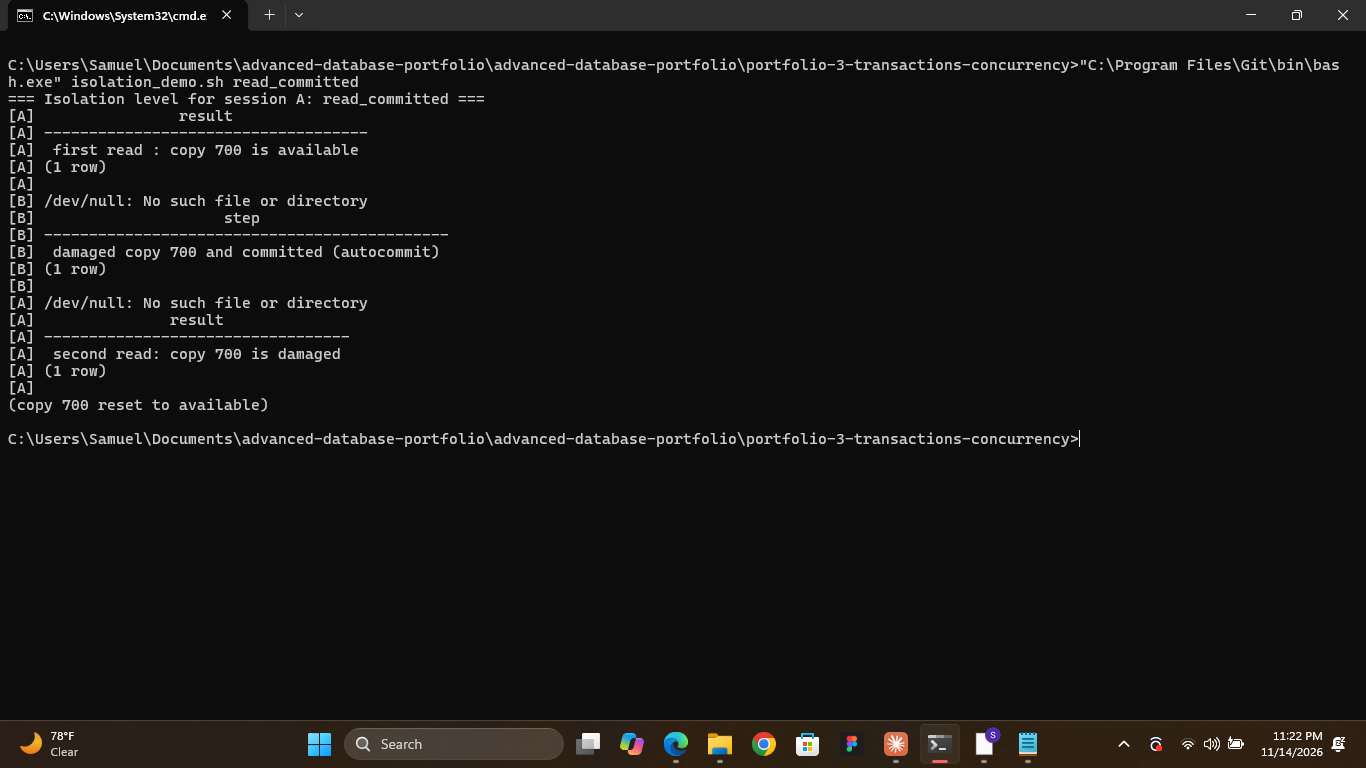 C:\Windows\System32\cmd.e
C:\Users\Samuel\Documents\advanced-database-portfolio\advanced-database-portfolio\portfolio-3-transactions-concurrency>"C:\Program Files\Git\bin\bas
h.exe" isolation_demo.sh read_committed
=== Isolation level for session A: read_committed ===
[A]                result
[A] ------------------------------------
[A]  first read : copy 700 is available
[A] (1 row)
[A]
[B] /dev/null: No such file or directory
[B]                     step
[B] ---------------------------------------------
[B]  damaged copy 700 and committed (autocommit)
[B] (1 row)
[B]
[A] /dev/null: No such file or directory
[A]               result
[A] ----------------------------------
[A]  second read: copy 700 is damaged
[A] (1 row)
[A]
(copy 700 reset to available)
C:\Users\Samuel\Documents\advanced-database-portfolio\advanced-database-portfolio\portfolio-3-transactions-concurrency>
78°F
Clear
Search
S
11:22 PM
11/14/2026